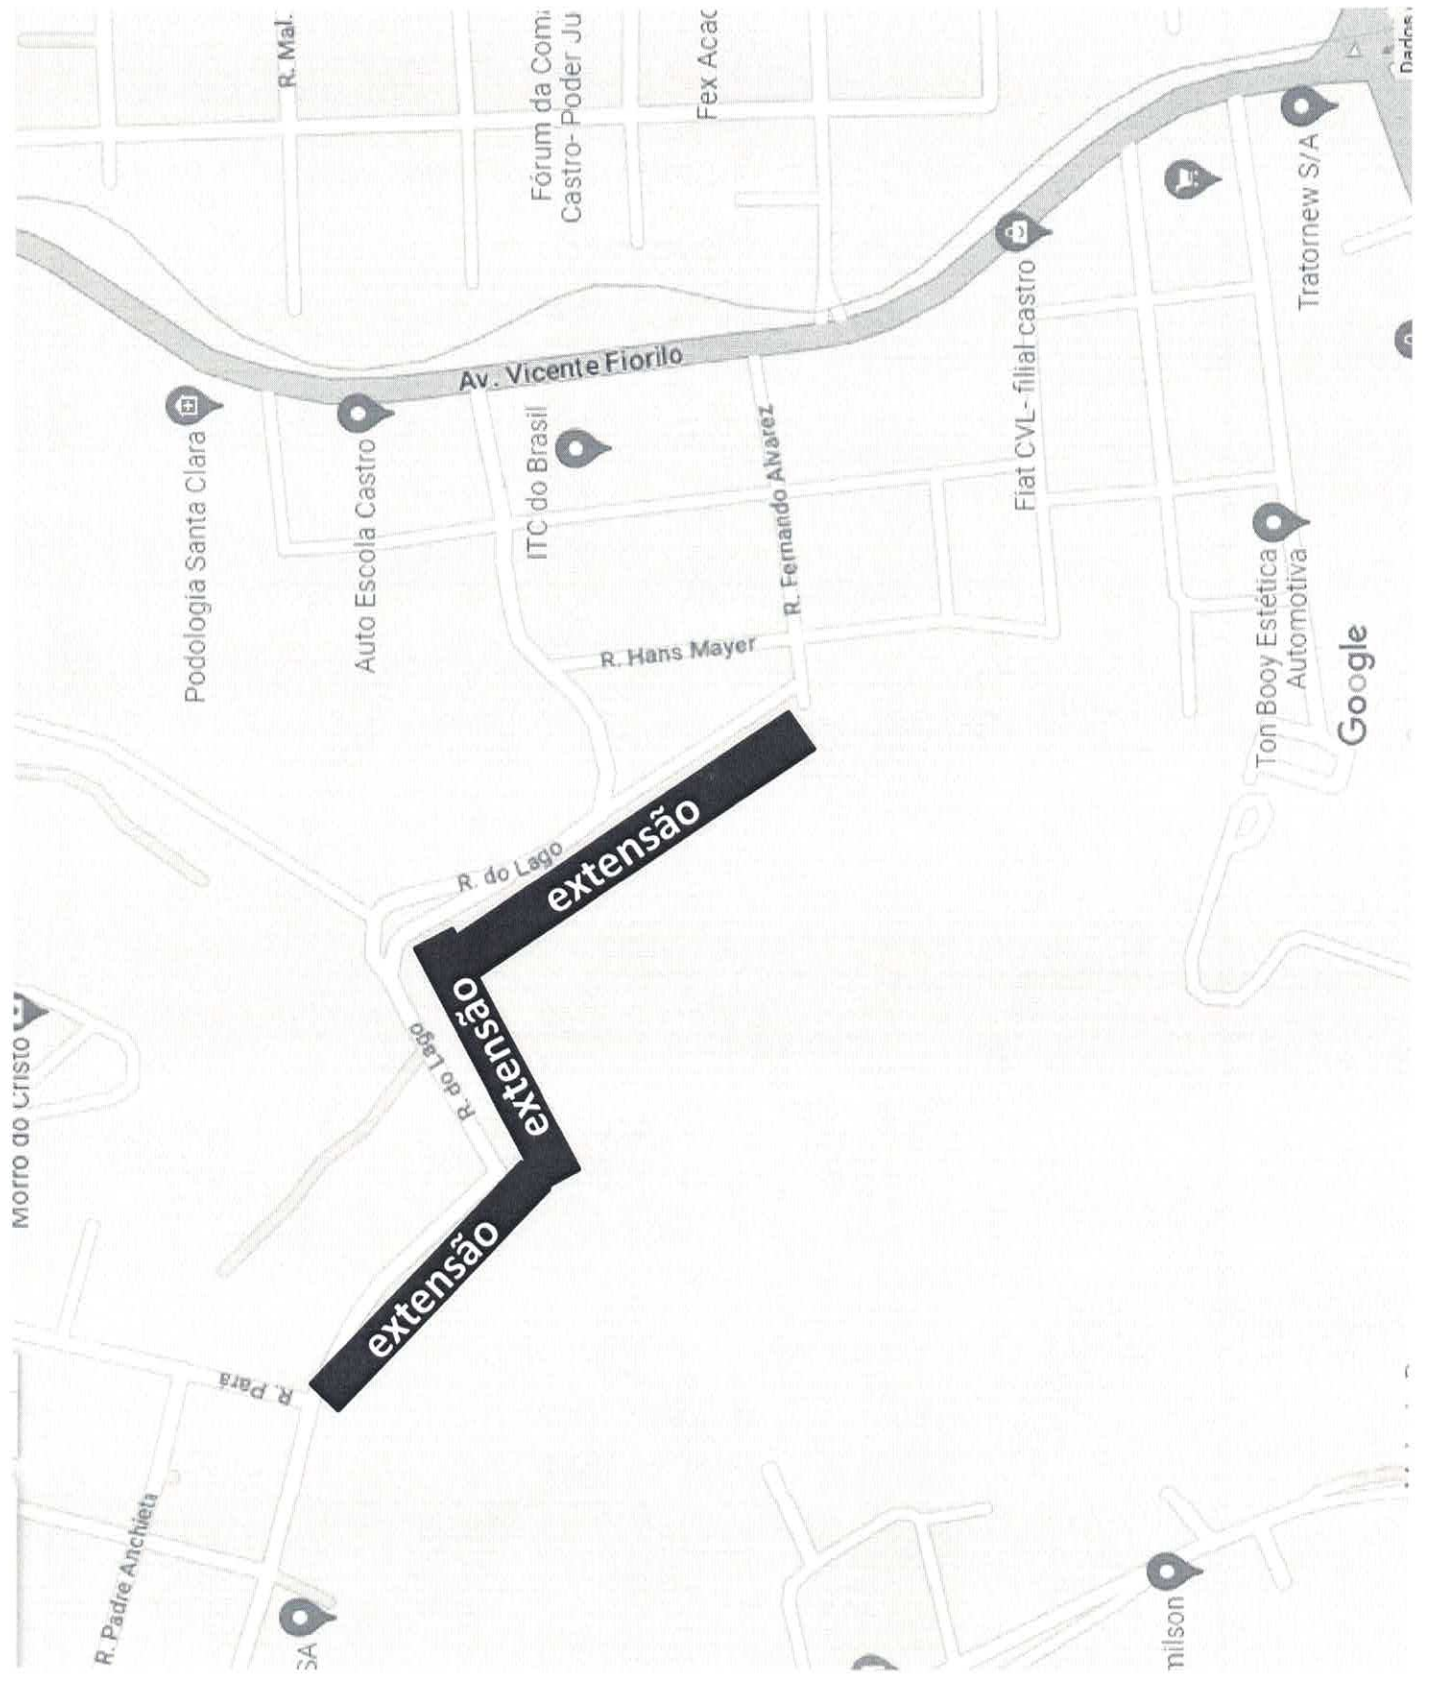 R. Mal.
Fórum da Com
Castro- Poder Ju
Fex Acad
Dados
Tratornew S/A
Av. Vicente Fiorilo
Podologia Santa Clara
Auto Escola Castro
ITC do Brasil
R. Fernando Alvarez
Fiat CVL- filial castro
R. Hans Mayer
Ton Booy Estética
Automotiva
Google
R. do Lago
extensão
R. do Lago
extensão
extensão
Morro do Cristo
R. Pará
R. Padre Anchieta
SA
milson